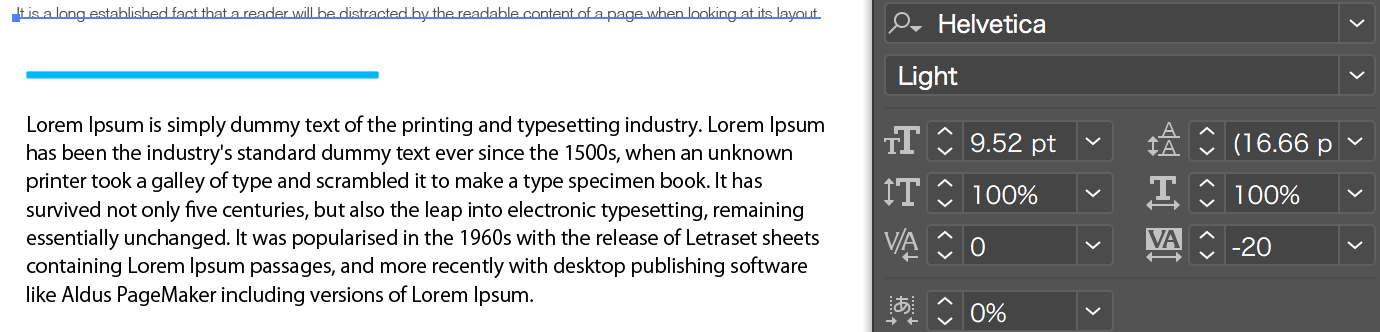 It is a long established fact that a reader will be distracted by the readable content of a page when looking at its layout.
Lorem Ipsum is simply dummy text of the printing and typesetting industry. Lorem Ipsum
has been the industry's standard dummy text ever since the 1500s, when an unknown
printer took a galley of type and scrambled it to make a type specimen book. It has
survived not only five centuries, but also the leap into electronic typesetting, remaining
essentially unchanged. It was popularised in the 1960s with the release of Letraset sheets
containing Lorem Ipsum passages, and more recently with desktop publishing software
like Aldus PageMaker including versions of Lorem Ipsum.
Helvetica
Light
9.52 pt (16.66 p
100% 100%
0 -20
0%